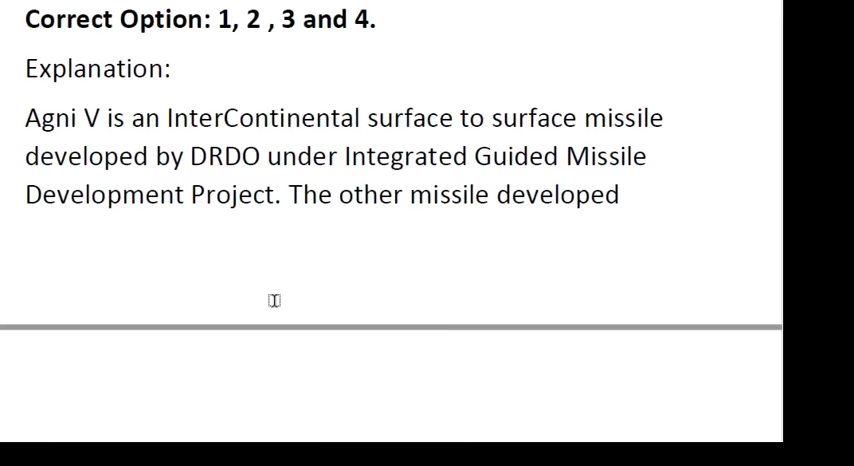 Correct Option: 1, 2 , 3 and 4.
Explanation:
Agni V is an InterContinental surface to surface missile
developed by DRDO under Integrated Guided Missile
Development Project. The other missile developed